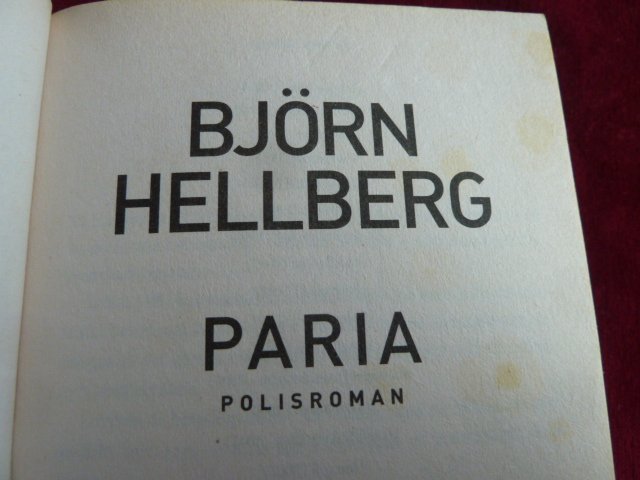 BJÖRN
HELLBERG
PARIA
POLISROMAN